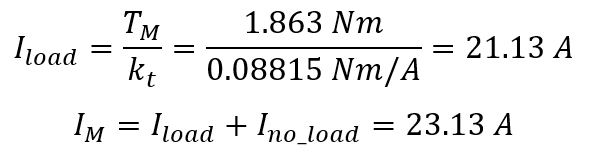 I_load = T_M / k_t = 1.863 Nm / 0.08815 Nm/A = 21.13 A
I_M = I_load + I_no_load = 23.13 A